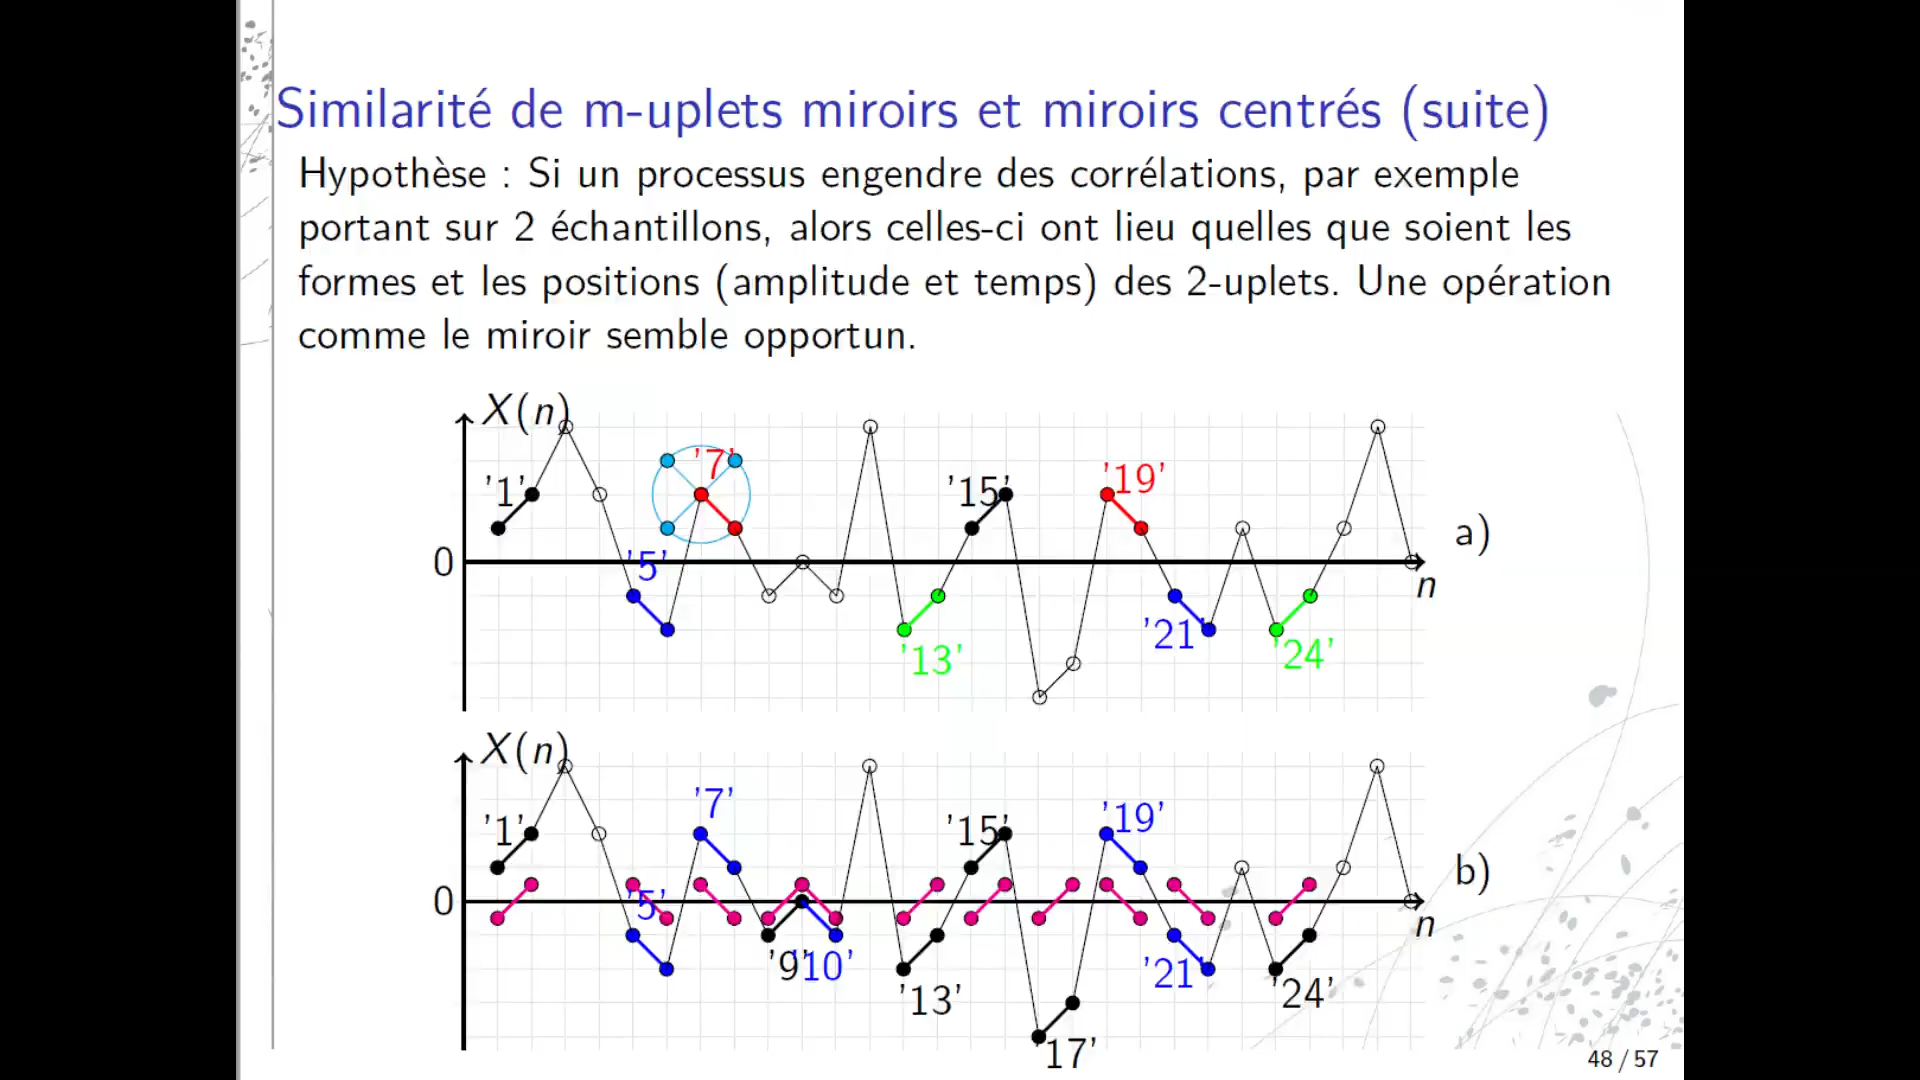 Similarité de m-uplets miroirs et miroirs centrés (suite)
Hypothèse : Si un processus engendre des corrélations, par exemple
portant sur 2 échantillons, alors celles-ci ont lieu quelles que soient les
formes et les positions (amplitude et temps) des 2-uplets. Une opération
comme le miroir semble opportun.
X(n)
'1'
'7'
'15'
'19'
a)
0
'5'
n
'13'
'21'
'24'
X(n)
'7'
'1'
'15'
'19'
b)
0
'5'
n
'9'
'10'
'13'
'21'
'24'
'17'
48 / 57